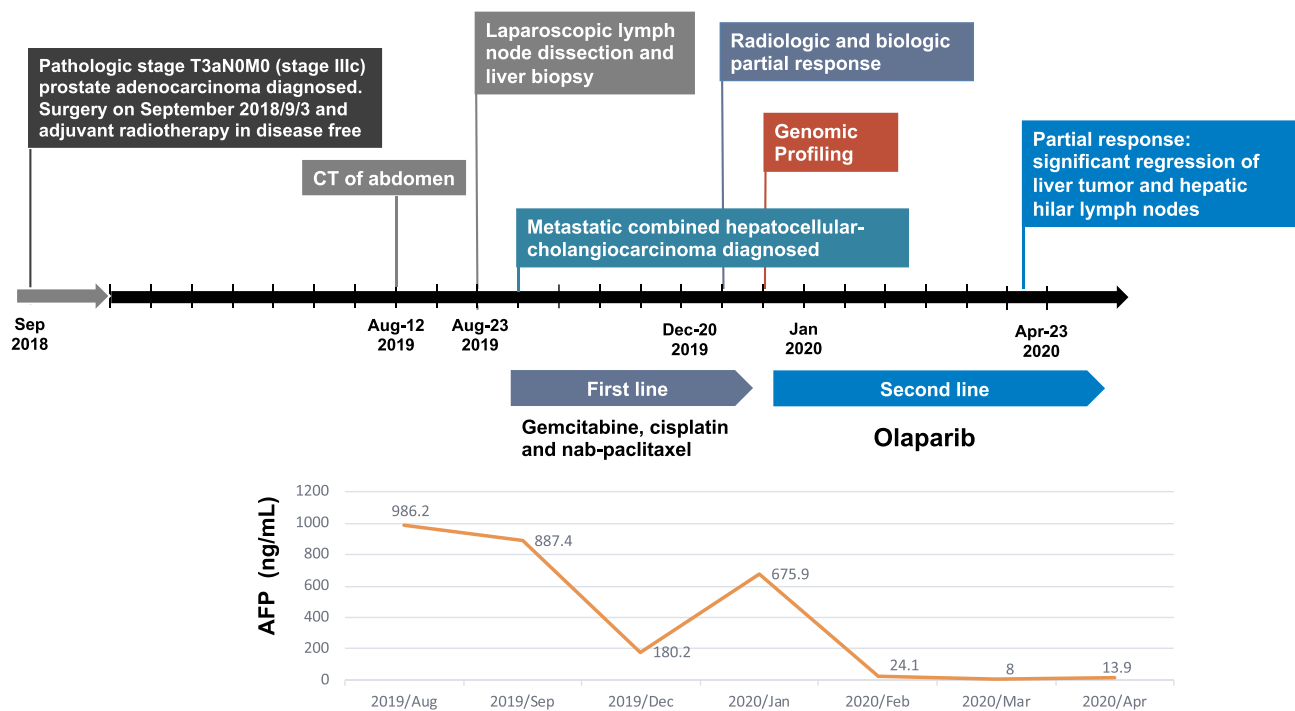 Pathologic stage T3aN0M0 (stage IIIc)
prostate adenocarcinoma diagnosed.
Surgery on September 2018/9/3 and
adjuvant radiotherapy in disease free
CT of abdomen
Laparoscopic lymph
node dissection and
liver biopsy
Metastatic combined hepatocellular-
cholangiocarcinoma diagnosed
Radiologic and biologic
partial response
Genomic
Profiling
Partial response:
significant regression of
liver tumor and hepatic
hilar lymph nodes
Sep
2018
Aug-12
2019
Aug-23
2019
Dec-20
2019
Jan
2020
Apr-23
2020
First line
Second line
Gemcitabine, cisplatin
and nab-paclitaxel
Olaparib
AFP (ng/mL)
1200
1000
800
600
400
200
0
986.2
887.4
180.2
675.9
24.1
8
13.9
2019/Aug
2019/Sep
2019/Dec
2020/Jan
2020/Feb
2020/Mar
2020/Apr